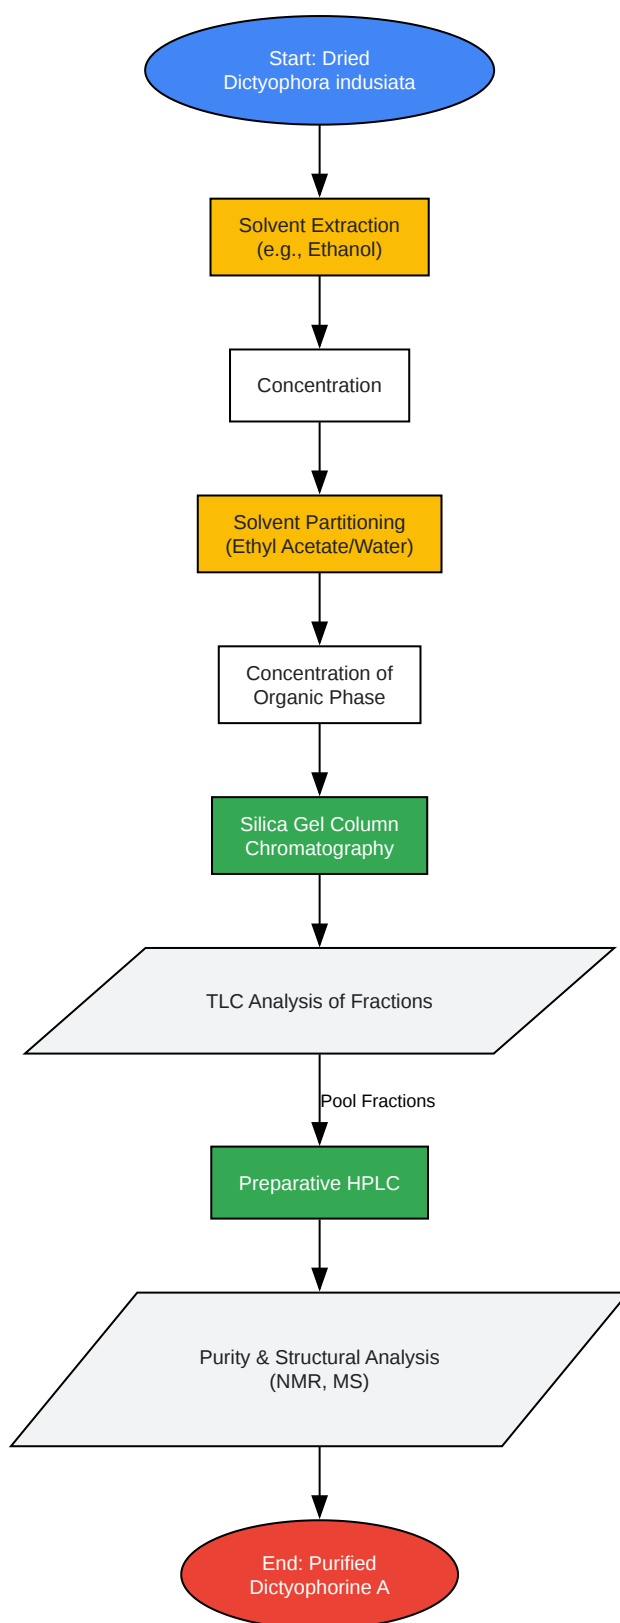 Start: Dried
Dictyophora indusiata
Solvent Extraction
(e.g., Ethanol)
Concentration
Solvent Partitioning
(Ethyl Acetate/Water)
Concentration of
Organic Phase
Silica Gel Column
Chromatography
TLC Analysis of Fractions
Pool Fractions
Preparative HPLC
Purity & Structural Analysis
(NMR, MS)
End: Purified
Dictyophorine A